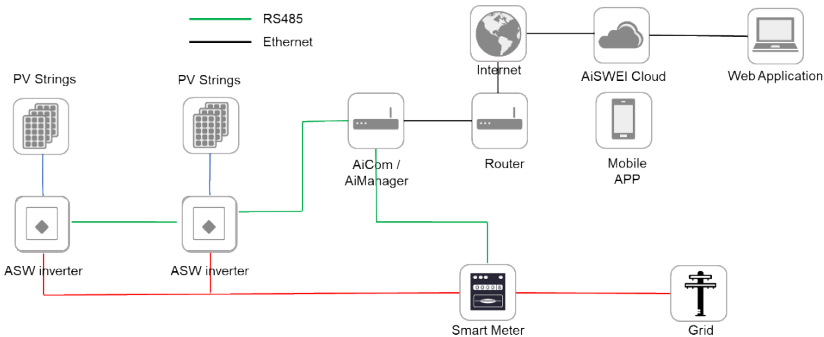 RS485
Ethernet
Internet
AiSWEI Cloud
Web Application
PV Strings
PV Strings
AiCom /
AiManager
Router
Mobile
APP
ASW inverter
ASW inverter
Smart Meter
Grid